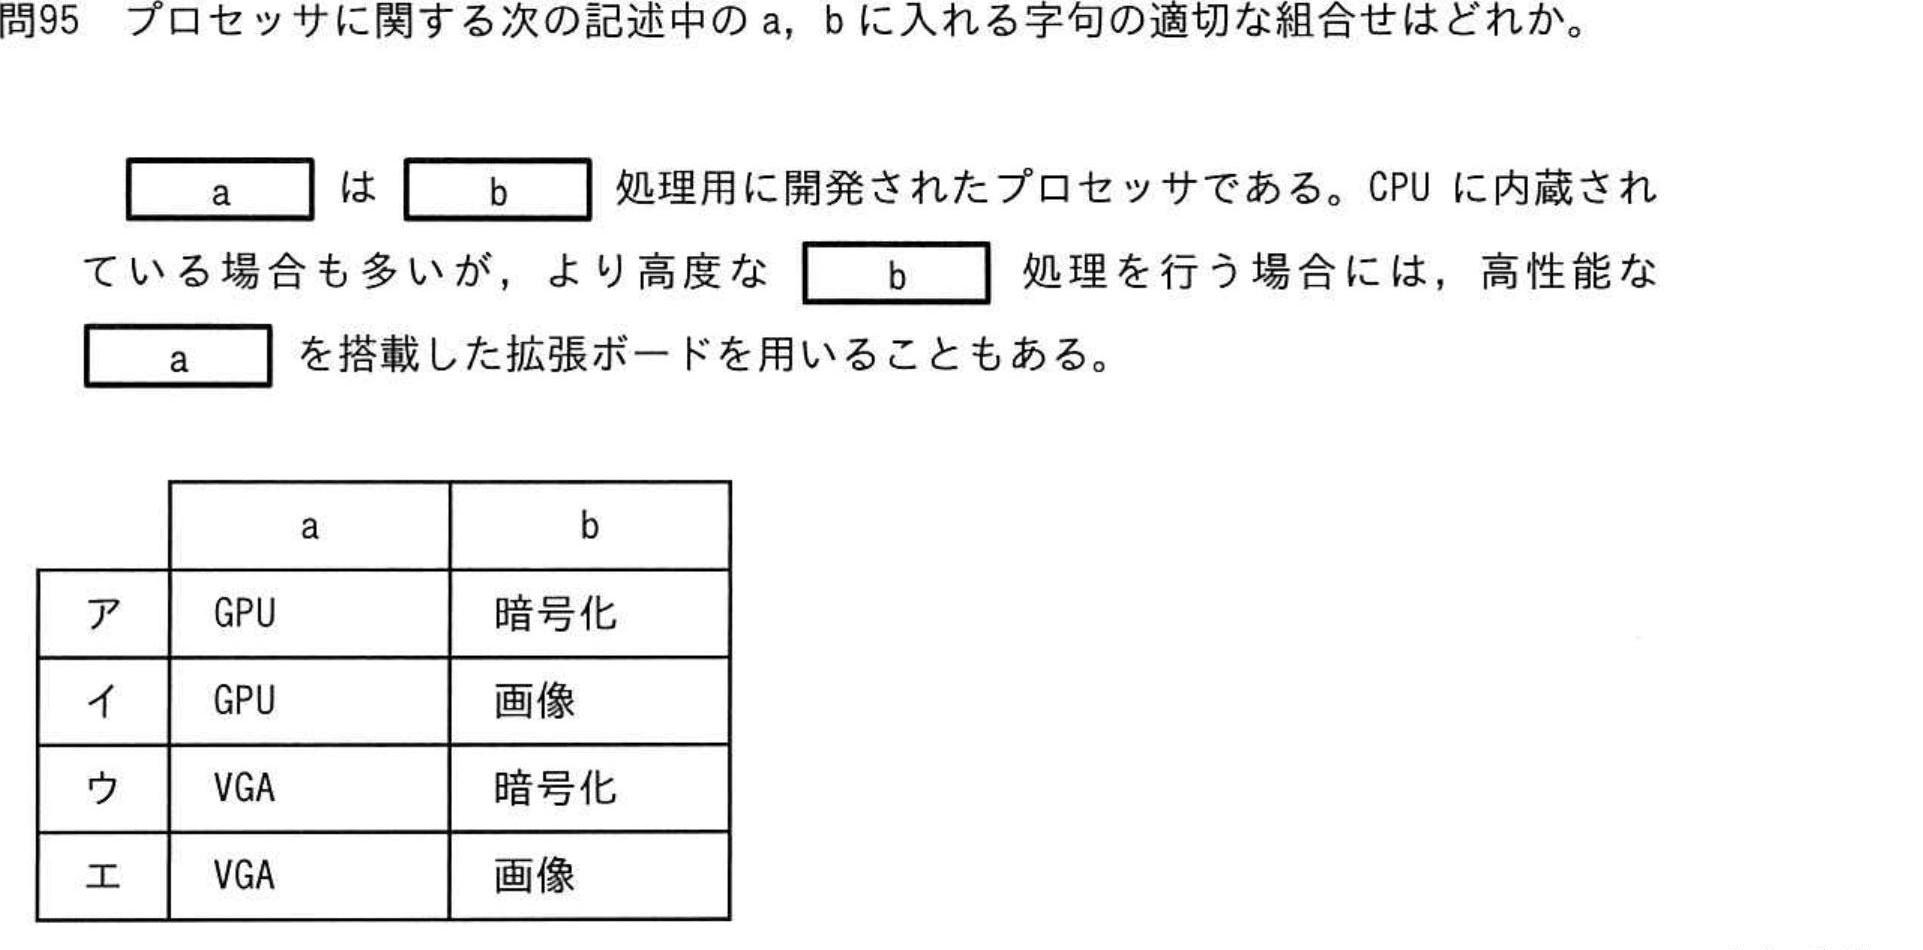 問95 プロセッサに関する次の記述中の a, b に入れる字句の適切な組合せはどれか。
a は b 処理用に開発されたプロセッサである。CPU に内蔵され
ている場合も多いが，より高度な b 処理を行う場合には，高性能な
a を搭載した拡張ボードを用いることもある。
a b
ア GPU 暗号化
イ GPU 画像
ウ VGA 暗号化
エ VGA 画像